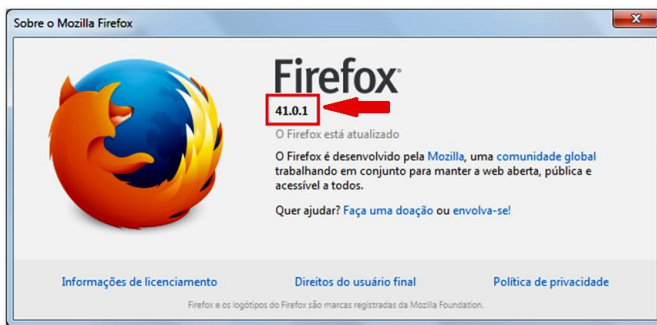 Sobre o Mozilla Firefox
Firefox
41.0.1
O Firefox está atualizado
O Firefox é desenvolvido pela Mozilla, uma comunidade global
trabalhando em conjunto para manter a web aberta, pública e
acessível a todos.
Quer ajudar? Faça uma doação ou envolva-se!
Informações de licenciamento Direitos do usuário final Política de privacidade
Firefox e os logótipos do Firefox são marcas registradas da Mozilla Foundation.